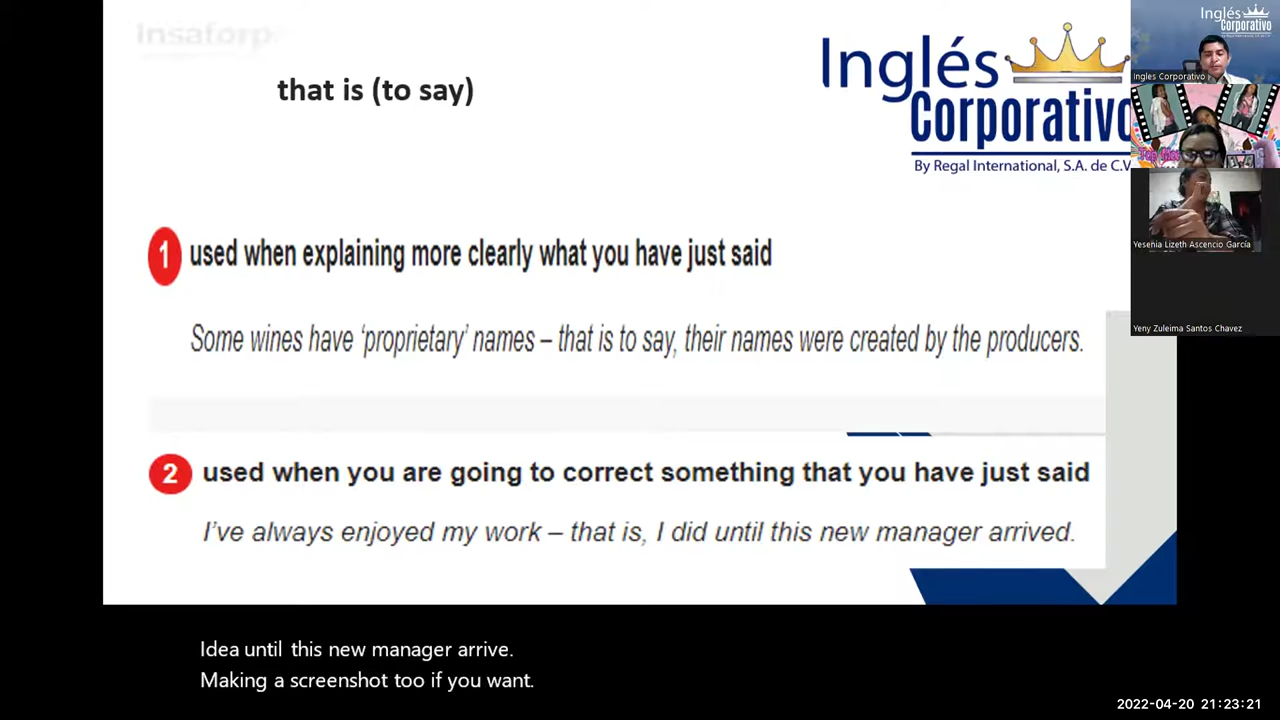 Insaforp
that is (to say)
Inglés
Corporativo
By Regal International, S.A. de C.V
1 used when explaining more clearly what you have just said
Some wines have ‘proprietary’ names – that is to say, their names were created by the producers.
2 used when you are going to correct something that you have just said
I’ve always enjoyed my work – that is, I did until this new manager arrived.
Idea until this new manager arrive.
Making a screenshot too if you want.
Inglés
Corporativo
Ingles Corporativo
Yesenia Lizeth Ascencio García
Yeny Zuleima Santos Chavez
2022-04-20 21:23:21